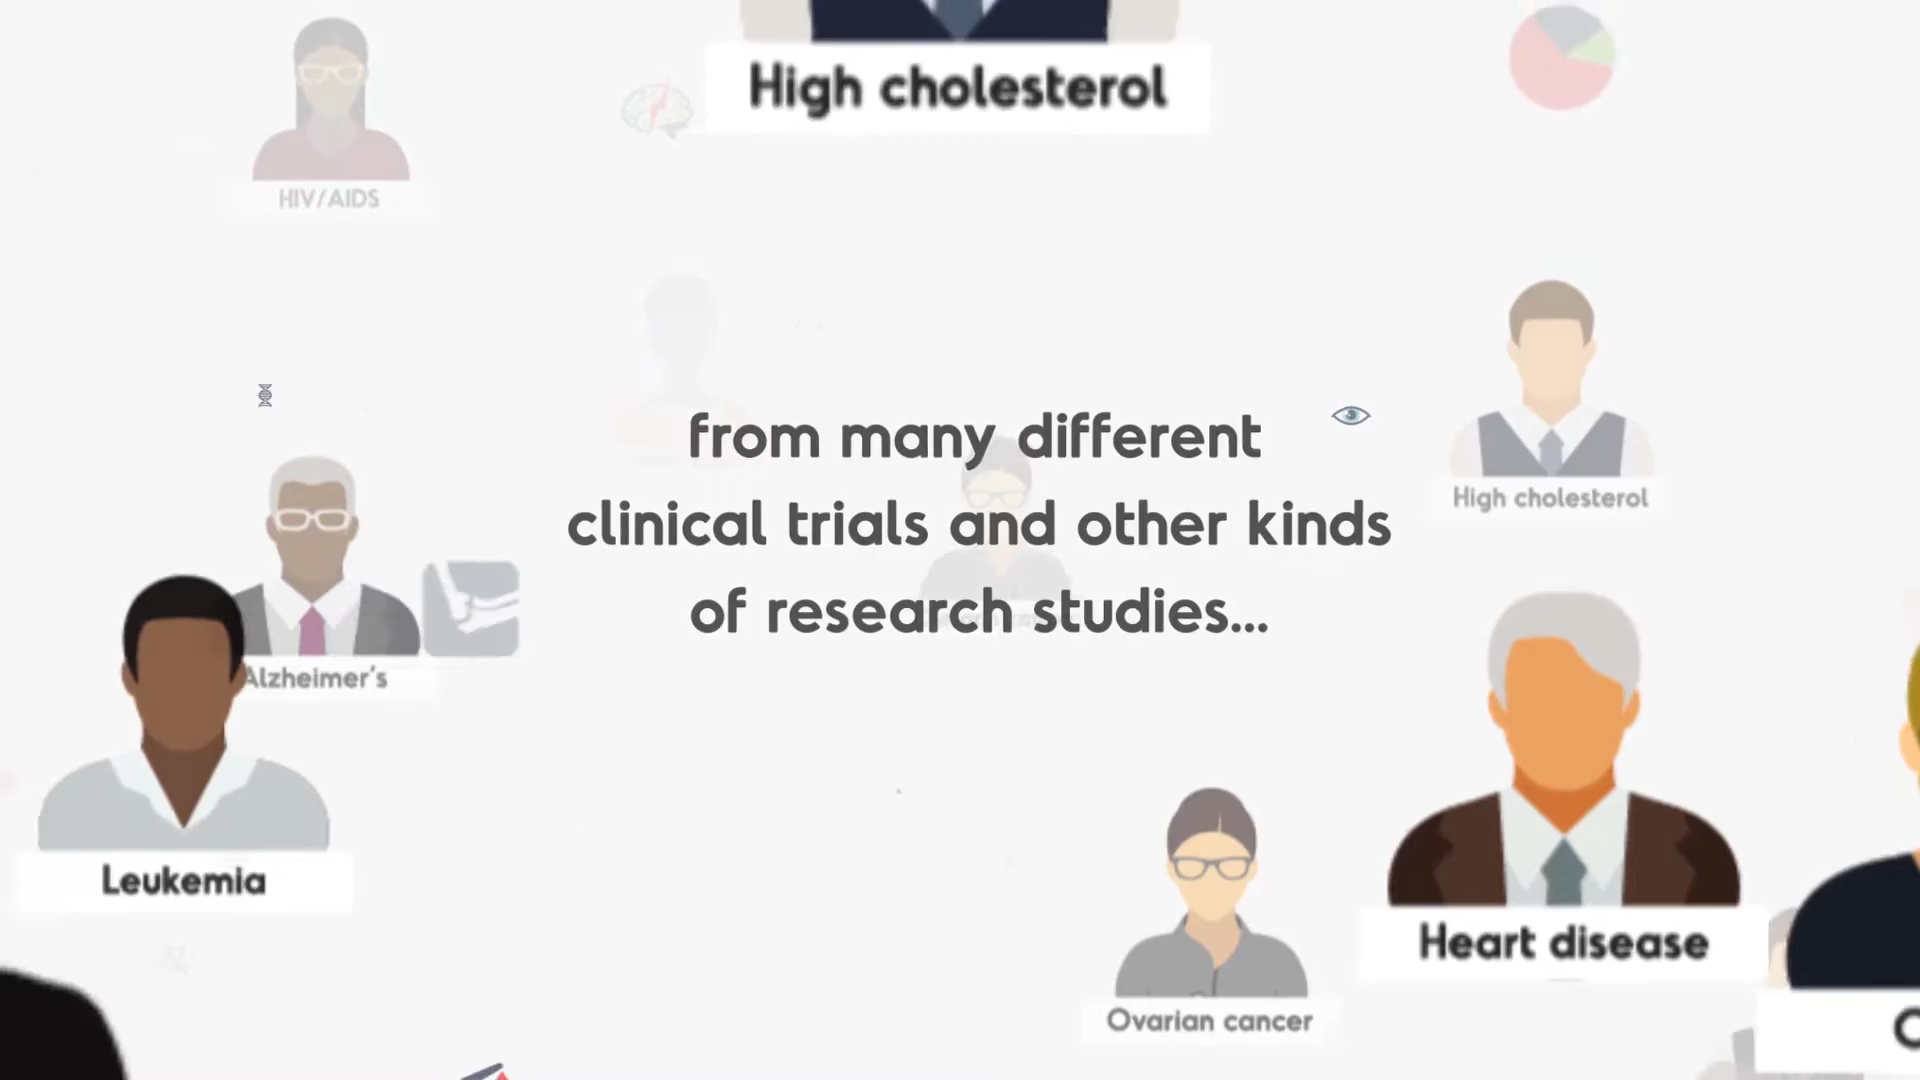 High cholesterol
HIV/AIDS
from many different
clinical trials and other kinds
of research studies...
High cholesterol
Alzheimer's
Leukemia
Heart disease
Ovarian cancer